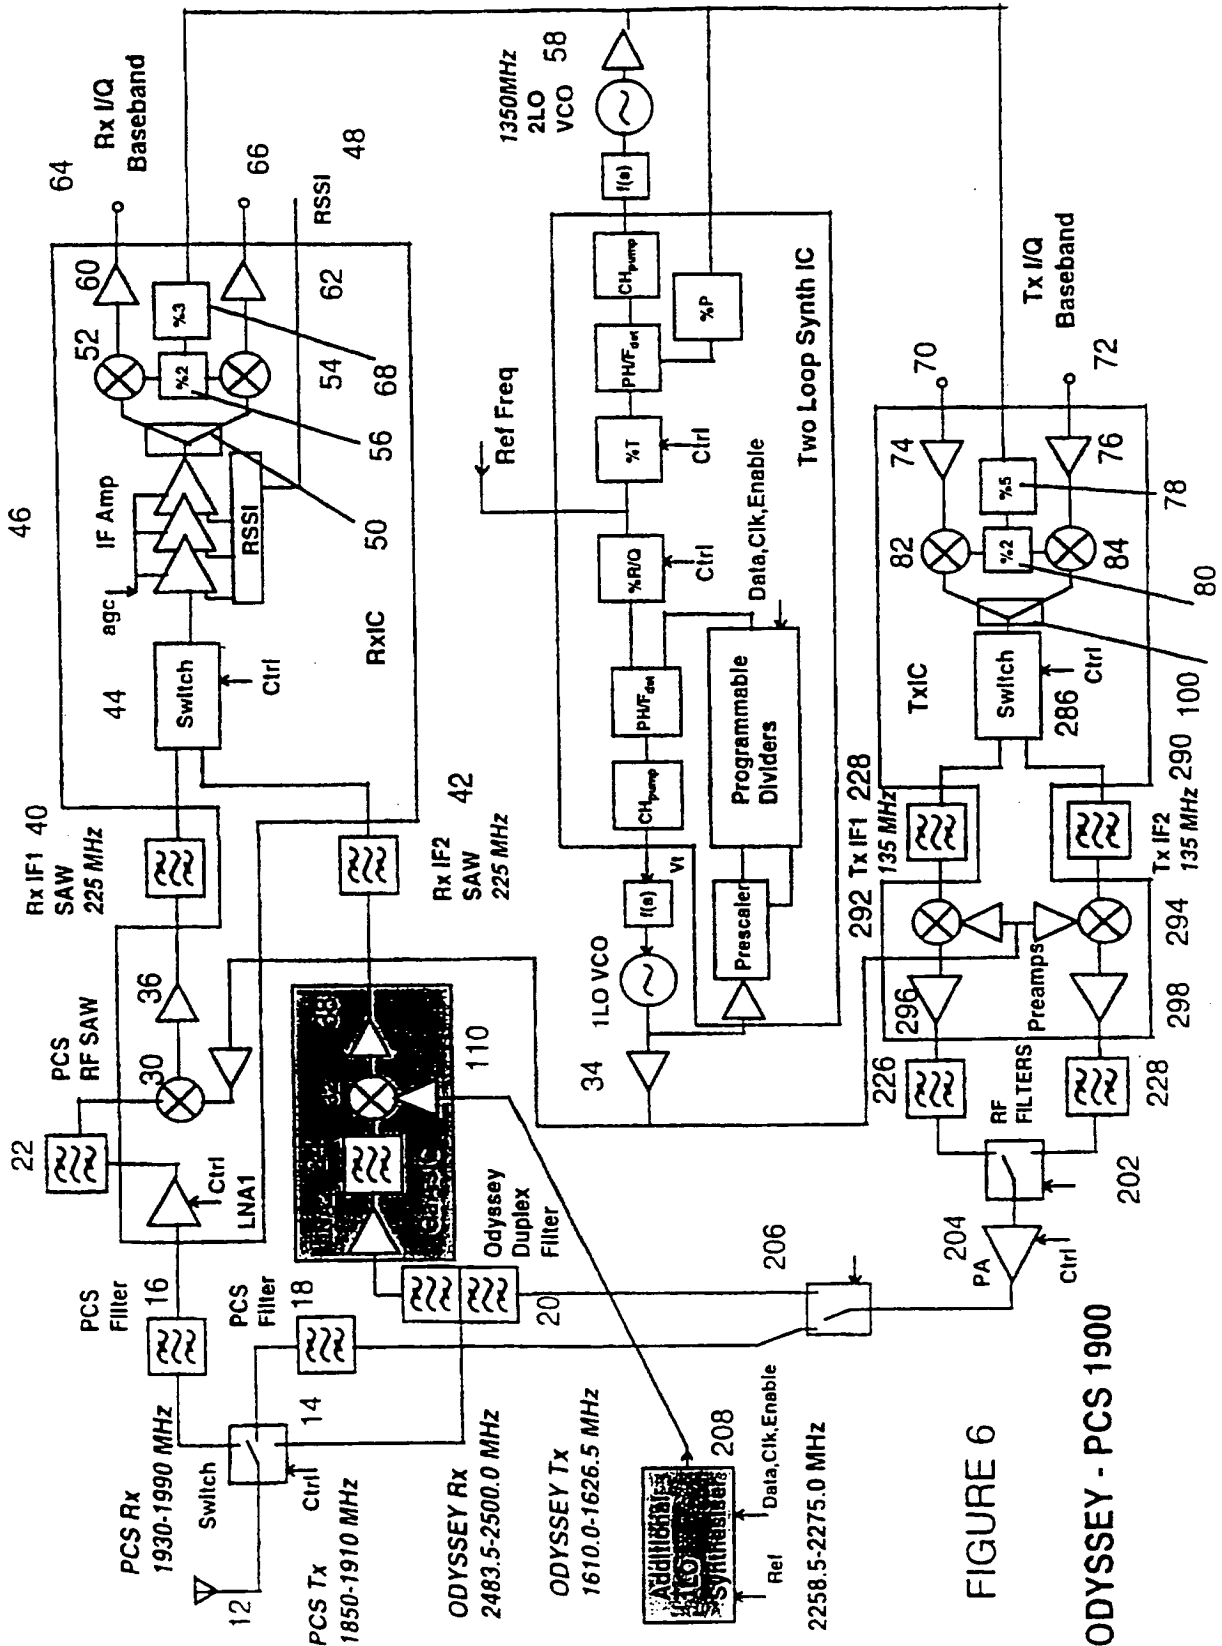 46
44
agc
IF Amp
Switch
Ctrl
RxIC
RSSI
50
56
68
54
62
52
60
%2
%3
64
Rx I/Q
Baseband
66
48
RSSI
Rx IF1
SAW
225 MHz
40
42
Rx IF2
SAW
225 MHz
PCS
RF SAW
22
30
36
Ctrl
LNA1
38
110
PCS
Filter
16
PCS
Filter
18
14
Odyssey
Duplex
Filter
20
PCS Rx
1930-1990 MHz
Switch
Ctrl
12
PCS Tx
1850-1910 MHz
ODYSSEY Rx
2483.5-2500.0 MHz
ODYSSEY Tx
1610.0-1626.5 MHz
Additional
1LO
Synthesiser
208
Data,Clk,Enable
Ref
2258.5-2275.0 MHz
1350MHz
2LO
VCO
58
f(s)
CHpump
PH/Fdet
%P
%T
Ctrl
Ref Freq
%R/Q
Ctrl
Data,Clk,Enable
PH/Fdet
CHpump
Programmable
Dividers
Two Loop Synth IC
Vt
f(s)
Prescaler
1LO VCO
34
Tx I/Q
Baseband
70
72
74
76
%5
%2
78
80
82
84
TxIC
Switch
Ctrl
286
100
290
Tx IF1
135 MHz
228
Tx IF2
135 MHz
292
294
296
298
Preamps
226
RF
FILTERS
228
202
204
PA
Ctrl
206
FIGURE 6
ODYSSEY - PCS 1900